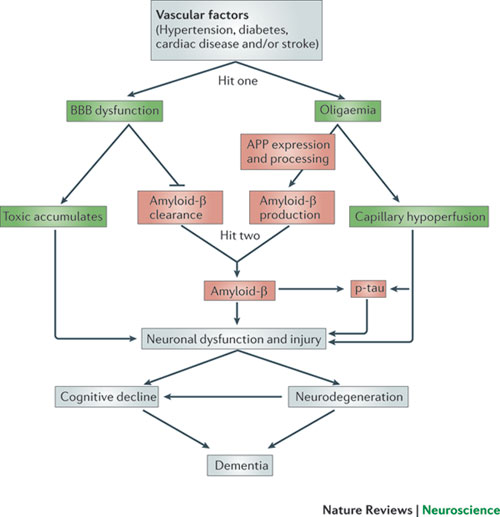 Vascular factors
(Hypertension, diabetes,
cardiac disease and/or stroke)
Hit one
BBB dysfunction
Oligaemia
APP expression
and processing
Toxic accumulates
Amyloid-β
clearance
Amyloid-β
production
Capillary hypoperfusion
Hit two
Amyloid-β
p-tau
Neuronal dysfunction and injury
Cognitive decline
Neurodegeneration
Dementia
Nature Reviews | Neuroscience